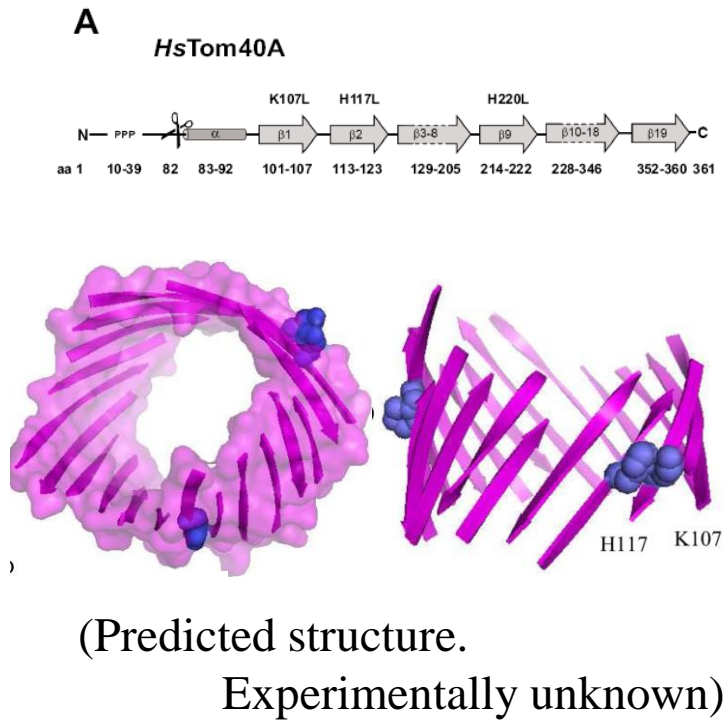 A
HsTom40A
K107L H117L H220L
N PPP α β1 β2 β3-8 β9 β10-18 β19 C
aa 1 10-39 82 83-92 101-107 113-123 129-205 214-222 228-346 352-360 361
H117 K107
(Predicted structure.
Experimentally unknown)